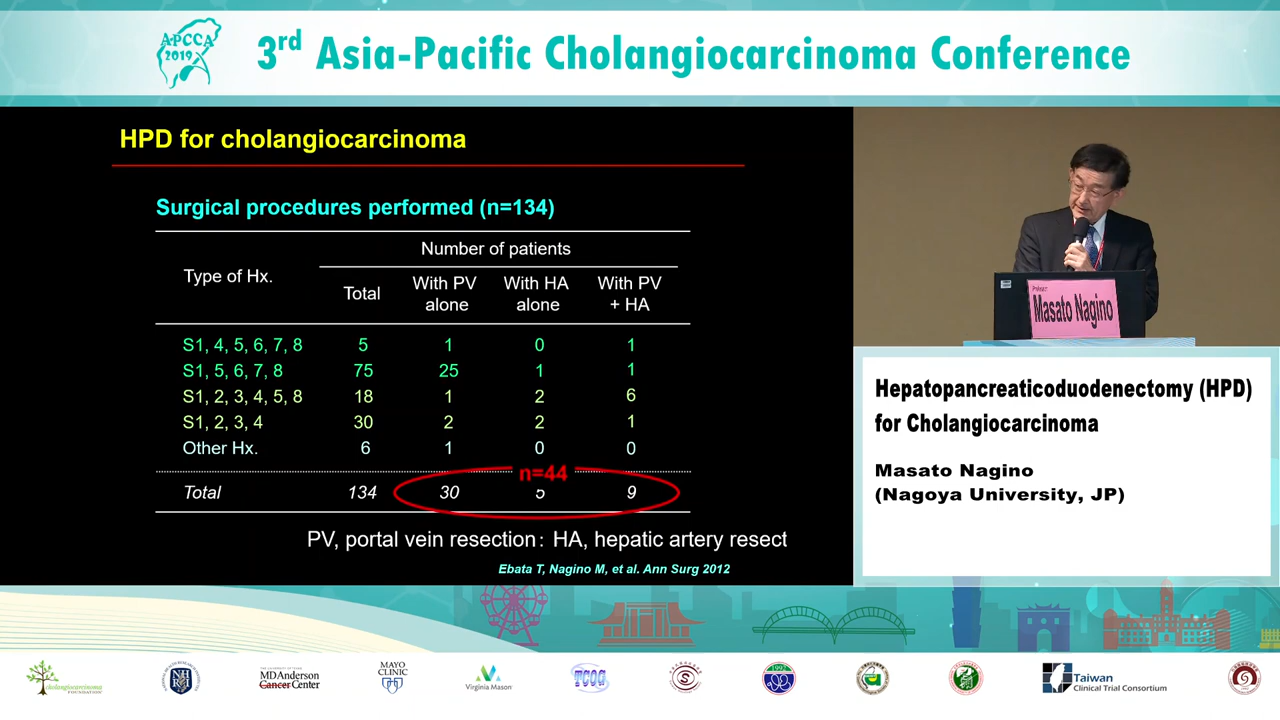 APCCA
2019
3rd Asia-Pacific Cholangiocarcinoma Conference
HPD for cholangiocarcinoma
Surgical procedures performed (n=134)
Number of patients
Type of Hx.
Total
With PV alone
With HA alone
With PV + HA
S1, 4, 5, 6, 7, 8 5 1 0 1
S1, 5, 6, 7, 8 75 25 1 1
S1, 2, 3, 4, 5, 8 18 1 2 6
S1, 2, 3, 4 30 2 2 1
Other Hx. 6 1 0 0
n=44
Total 134 30 5 9
PV, portal vein resection: HA, hepatic artery resect
Ebata T, Nagino M, et al. Ann Surg 2012
Masato Nagino
Hepatopancreaticoduodenectomy (HPD)
for Cholangiocarcinoma
Masato Nagino
(Nagoya University, JP)
cholangiocarcinoma
FOUNDATION
NHRI
MDAnderson
Cancer Center
MAYO
CLINIC
Virginia Mason
TCOG
Taiwan
Clinical Trial Consortium